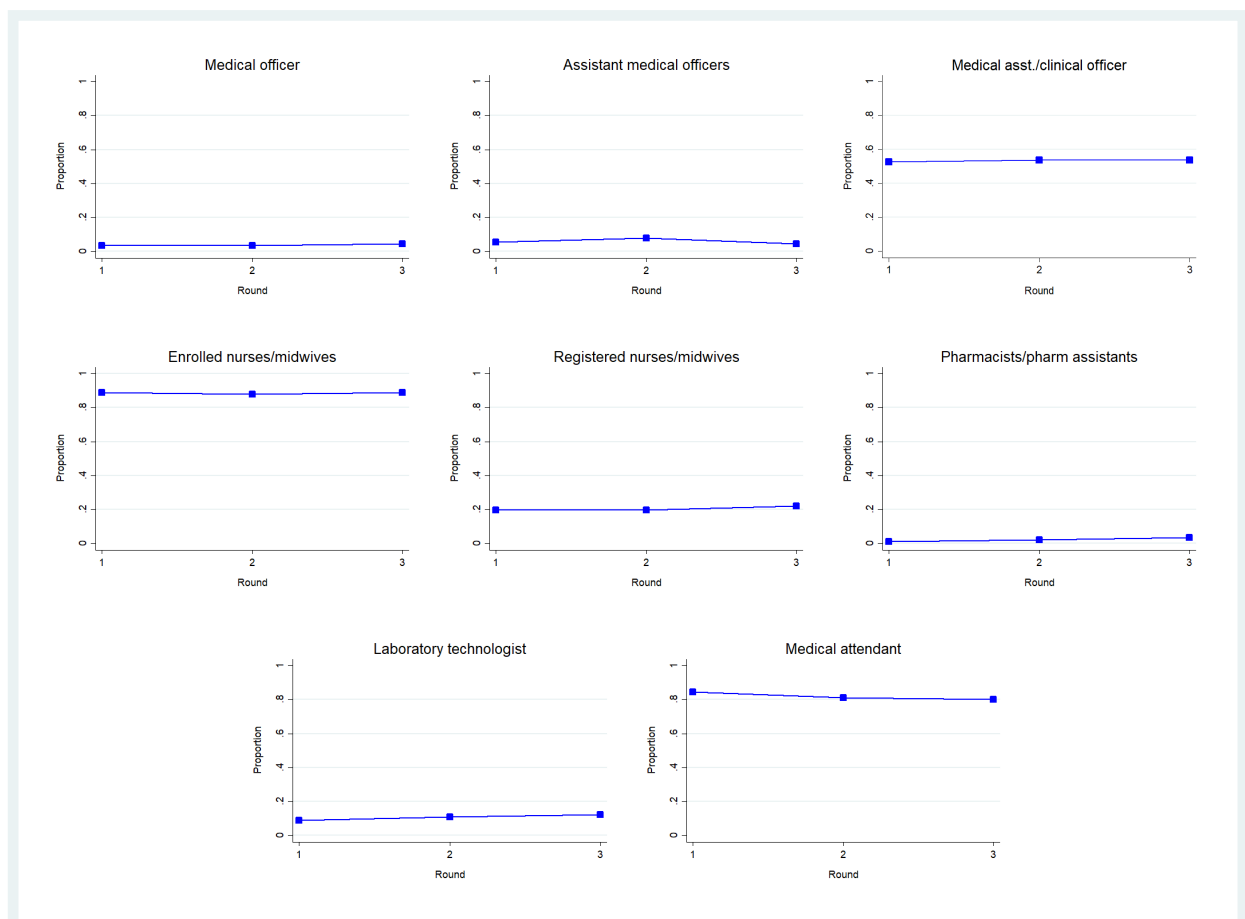 Medical officer
Proportion
1
.8
.6
.4
.2
0
1 2 3
Round
Assistant medical officers
Proportion
1
.8
.6
.4
.2
0
1 2 3
Round
Medical asst./clinical officer
Proportion
1
.8
.6
.4
.2
0
1 2 3
Round
Enrolled nurses/midwives
Proportion
1
.8
.6
.4
.2
0
1 2 3
Round
Registered nurses/midwives
Proportion
1
.8
.6
.4
.2
0
1 2 3
Round
Pharmacists/pharm assistants
Proportion
1
.8
.6
.4
.2
0
1 2 3
Round
Laboratory technologist
Proportion
1
.8
.6
.4
.2
0
1 2 3
Round
Medical attendant
Proportion
1
.8
.6
.4
.2
0
1 2 3
Round